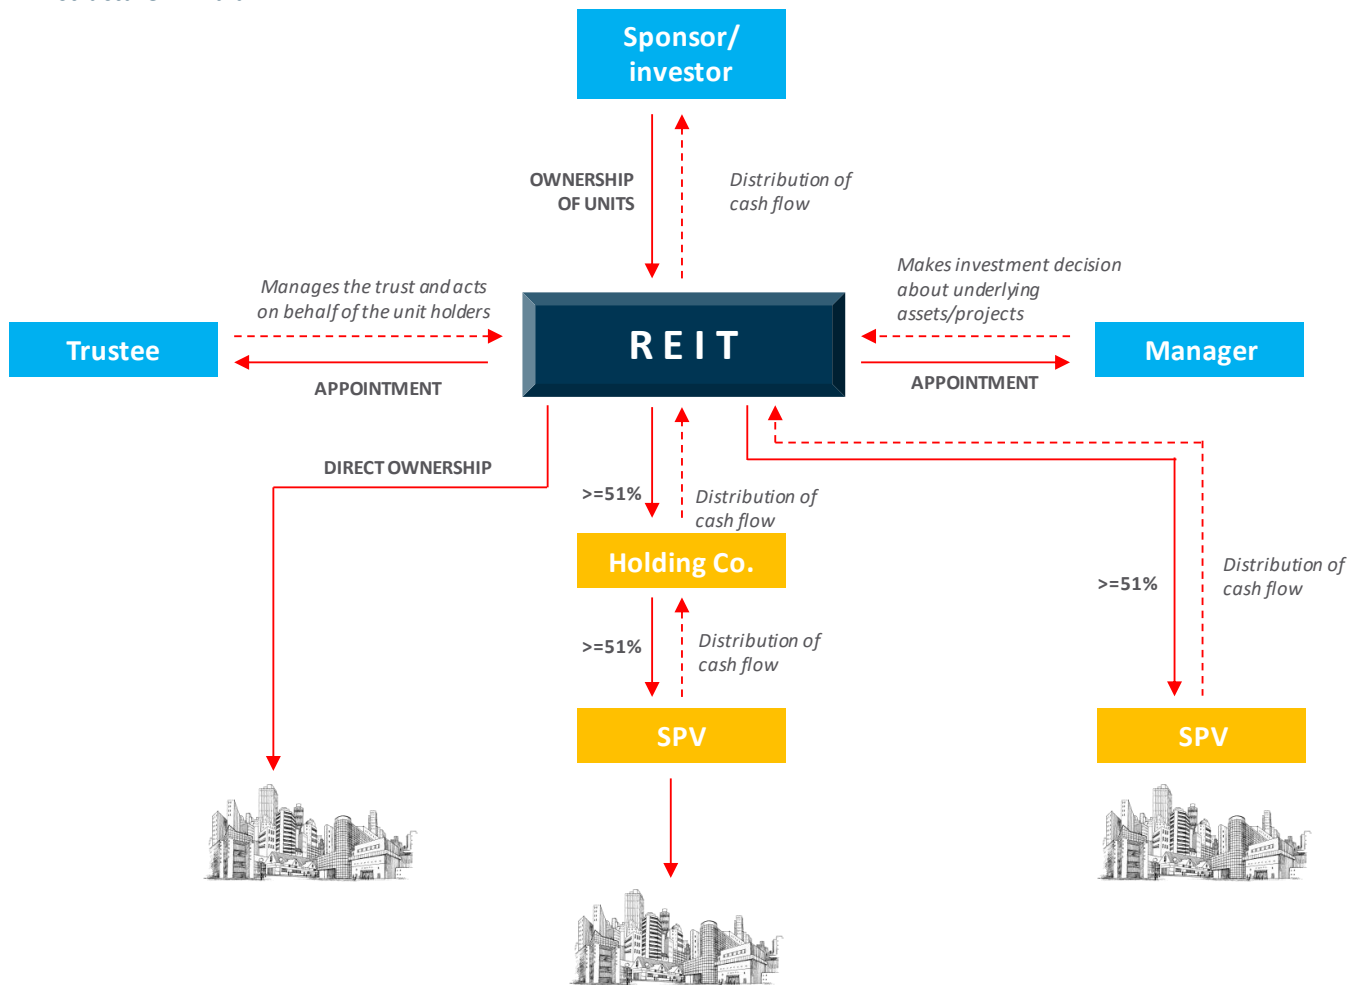 Sponsor/
investor
OWNERSHIP
OF UNITS
Distribution of
cash flow
Manages the trust and acts
on behalf of the unit holders
Makes investment decision
about underlying
assets/projects
Trustee
REIT
Manager
APPOINTMENT
APPOINTMENT
DIRECT OWNERSHIP
>=51%
Distribution of
cash flow
Holding Co.
>=51%
Distribution of
cash flow
>=51%
Distribution of
cash flow
SPV
SPV